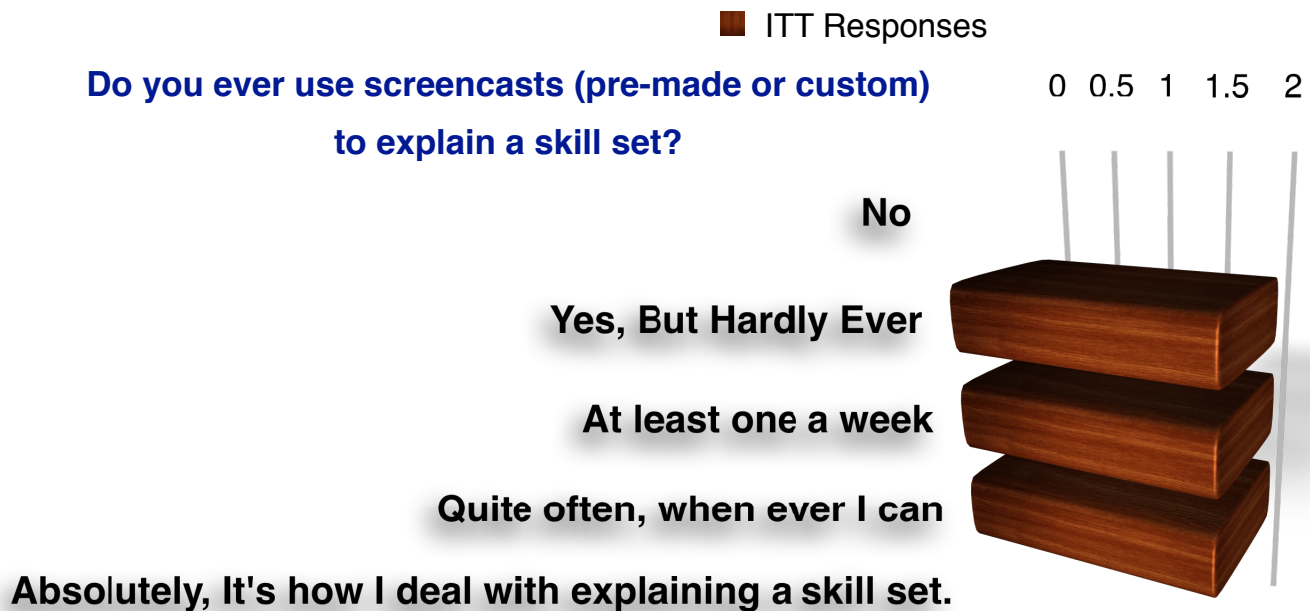 ITT Responses
Do you ever use screencasts (pre-made or custom)
to explain a skill set?
0 0.5 1 1.5 2
No
Yes, But Hardly Ever
At least one a week
Quite often, when ever I can
Absolutely, It's how I deal with explaining a skill set.